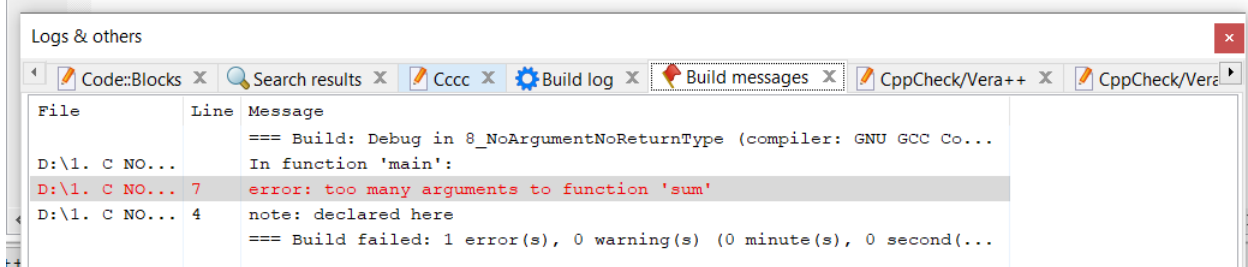 Logs & others
Code::Blocks X Search results X Cccc X Build log X Build messages X CppCheck/Vera++ X CppCheck/Vera
File Line Message
=== Build: Debug in 8_NoArgumentNoReturnType (compiler: GNU GCC Co...
D:\1. C NO... In function 'main':
D:\1. C NO... 7 error: too many arguments to function 'sum'
D:\1. C NO... 4 note: declared here
=== Build failed: 1 error(s), 0 warning(s) (0 minute(s), 0 second(...